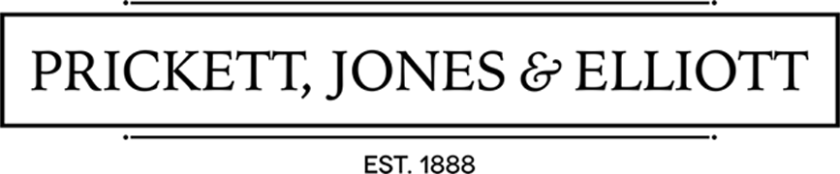 PRICKETT, JONES & ELLIOTT
EST. 1888